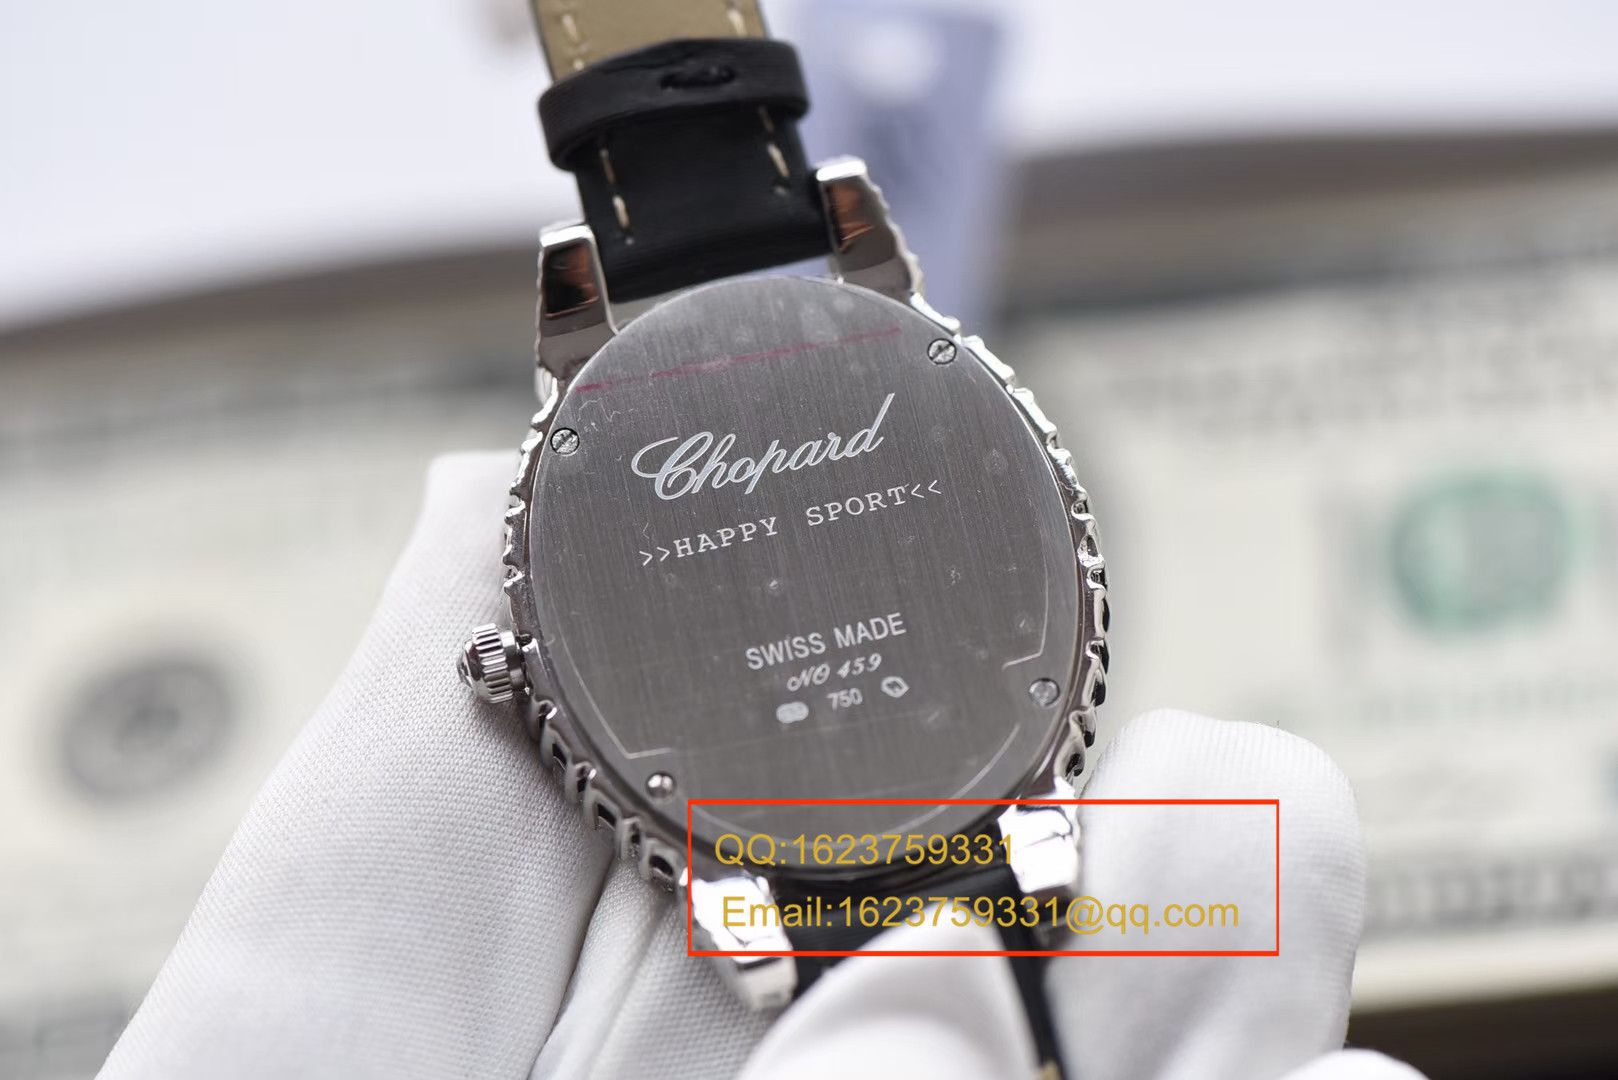 Chopard
>>HAPPY SPORT<<
SWISS MADE
NO 459
750
QQ:1623759331
Email:1623759331@qq.com